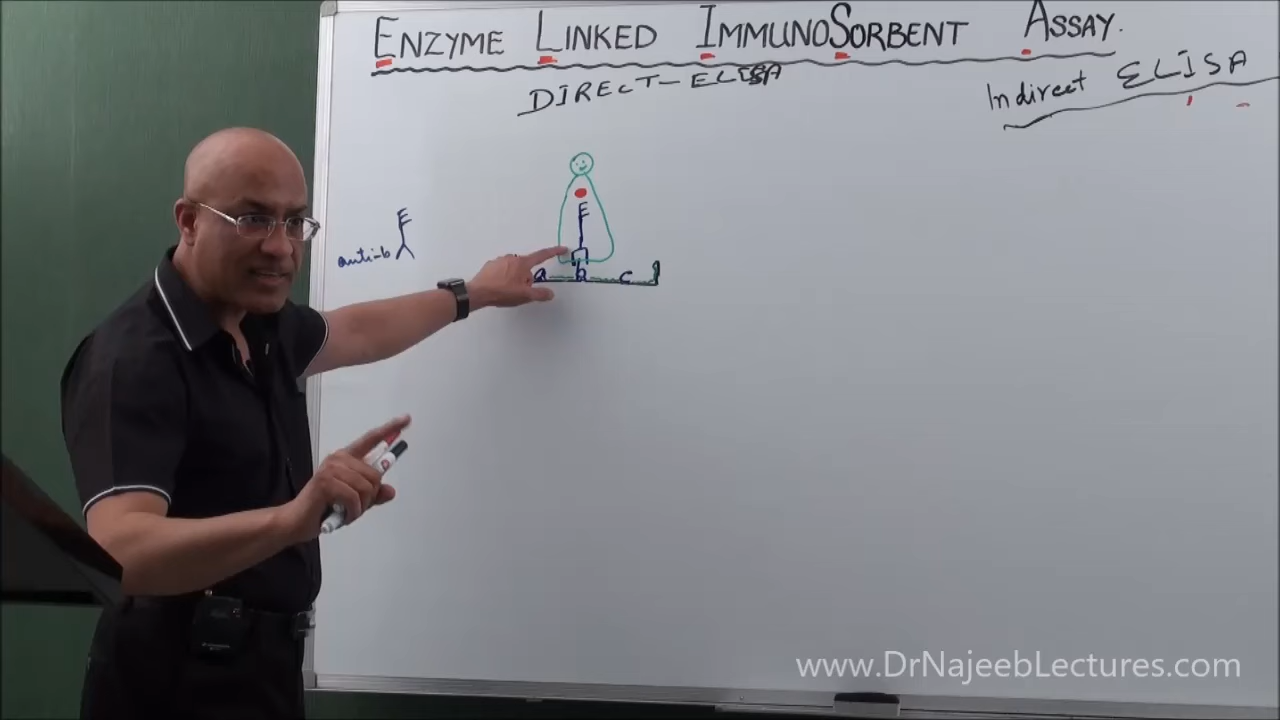 ENZYME LINKED IMMUNOSORBENT ASSAY.
DIRECT-ELISA
Indirect ELISA
E
E
anti-b
a b c
www.DrNajeebLectures.com